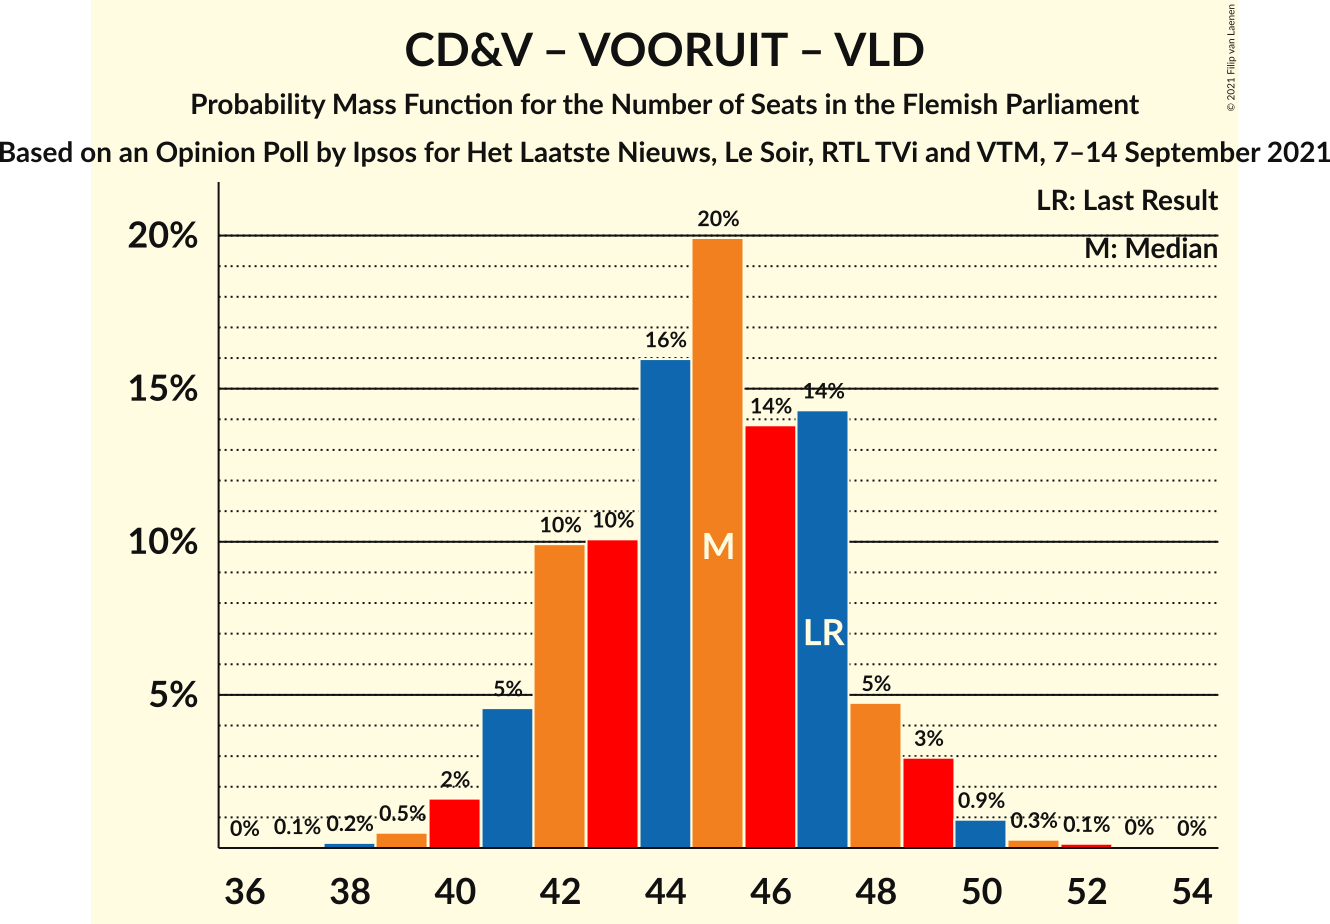 CD&V – VOORUIT – VLD
Probability Mass Function for the Number of Seats in the Flemish Parliament
Based on an Opinion Poll by Ipsos for Het Laatste Nieuws, Le Soir, RTL TVi and VTM, 7–14 September 2021
© 2021 Filip van Laenen
LR: Last Result
M: Median
20%
15%
10%
5%
0% 0.1% 0.2% 0.5% 2% 5% 10% 10% 16% 20% 14% 14% 5% 3% 0.9% 0.3% 0.1% 0% 0%
M
LR
36 38 40 42 44 46 48 50 52 54